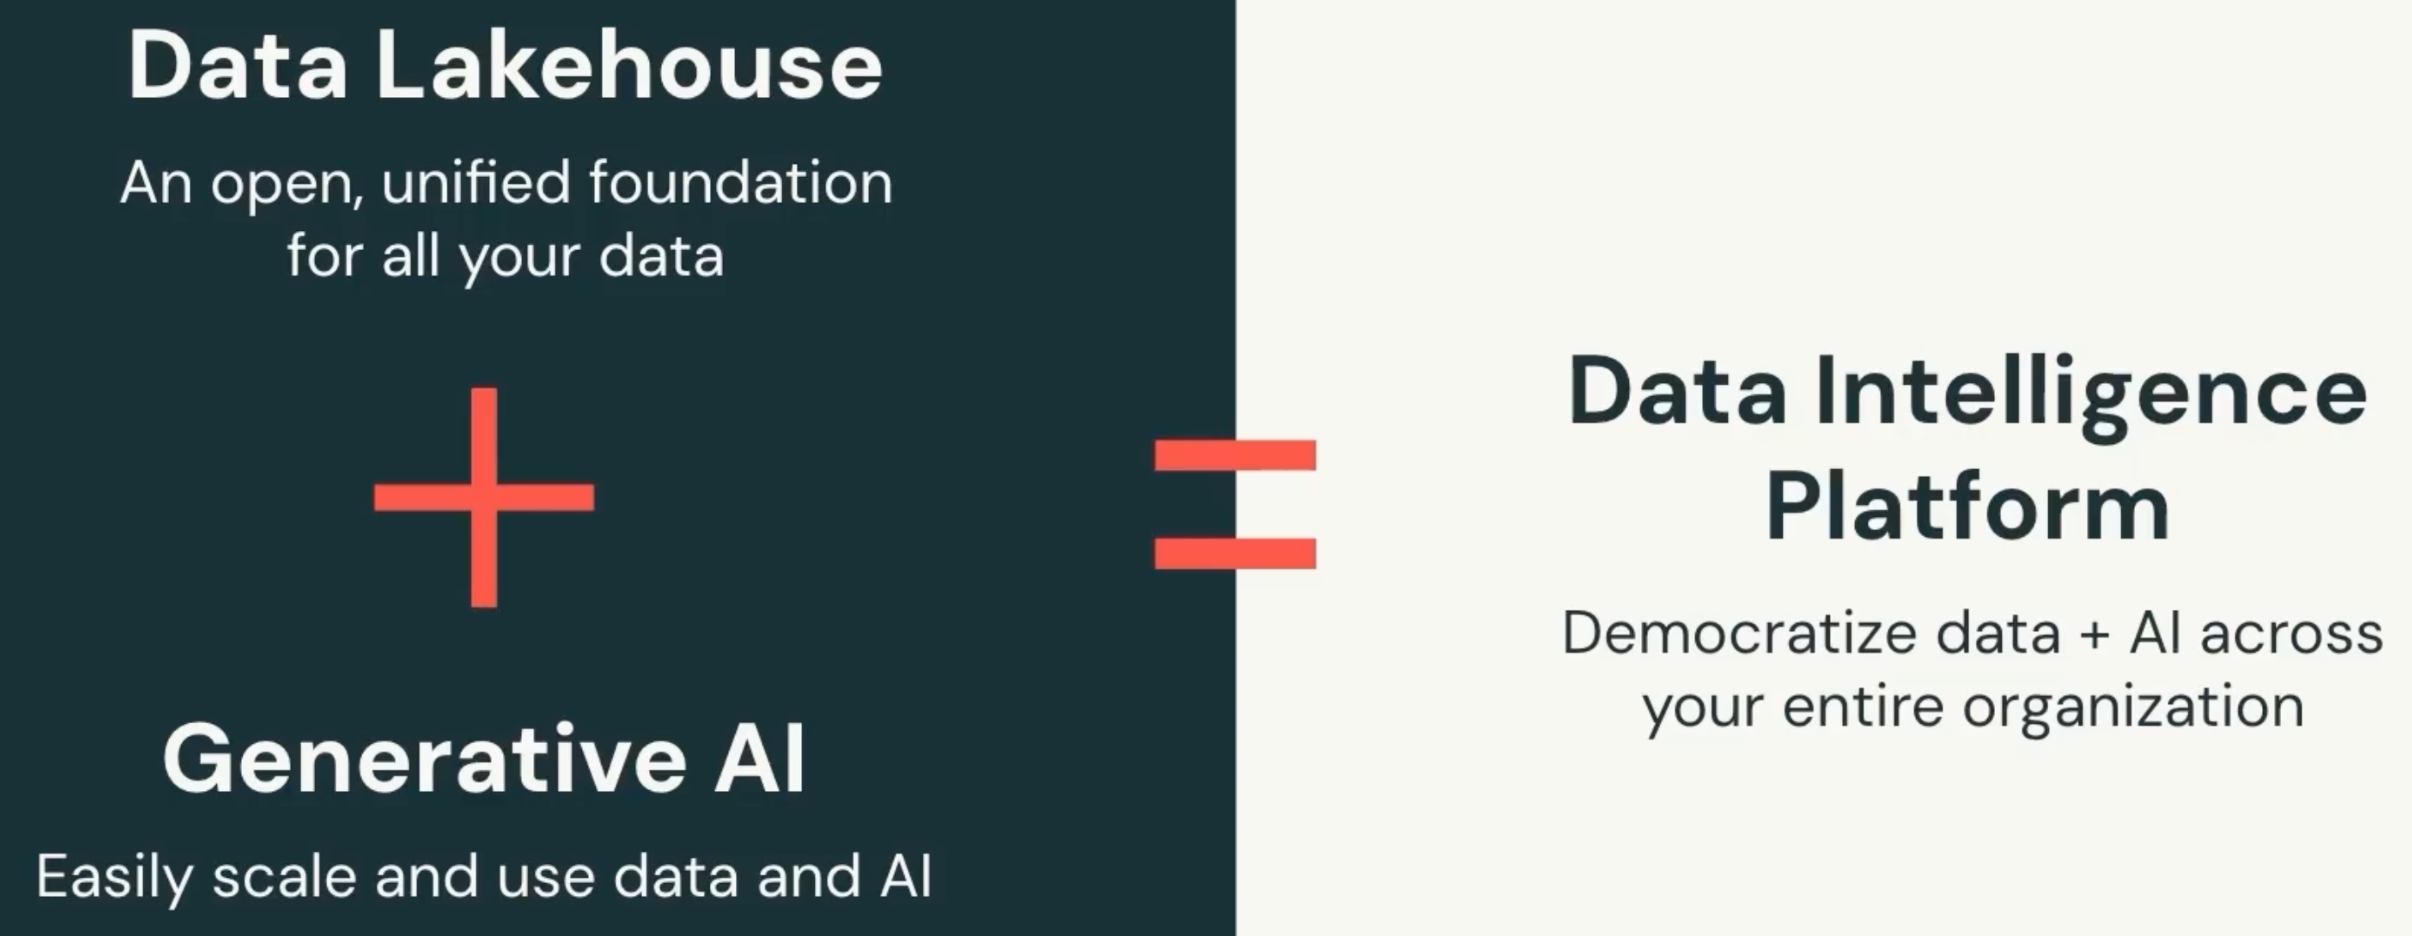 Data Lakehouse
An open, unified foundation
for all your data
+
Generative AI
Easily scale and use data and AI
=
Data Intelligence
Platform
Democratize data + AI across
your entire organization